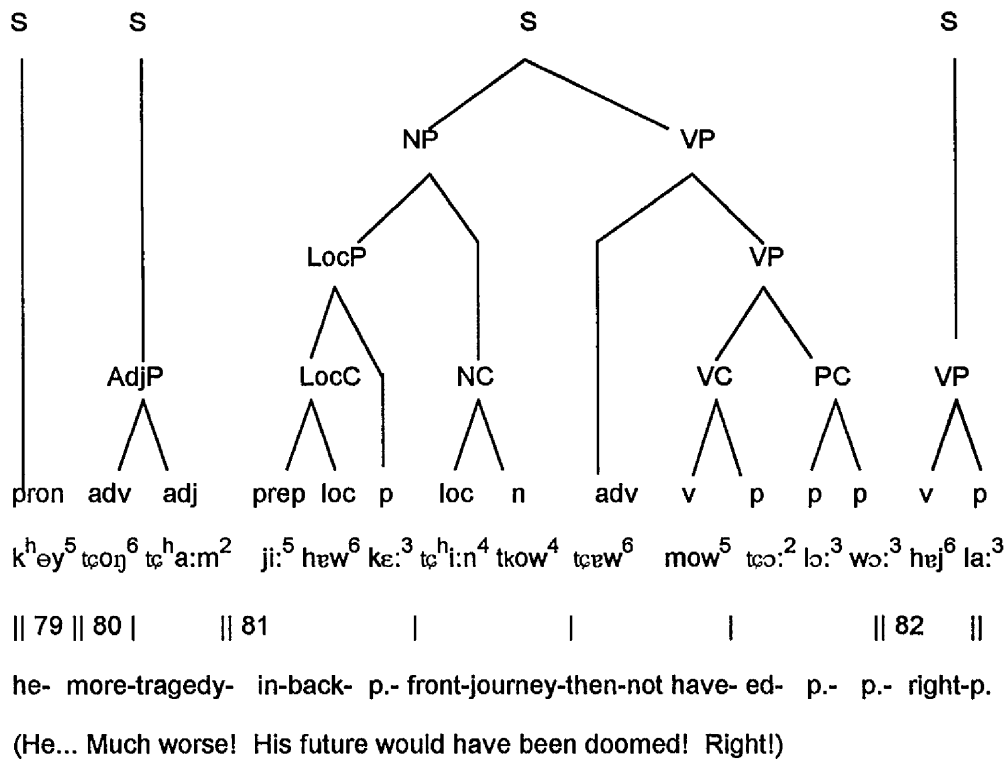 S S S S
NP VP
LocP VP
AdjP LocC NC VC PC VP
pron adv adj prep loc p loc n adv v p p p v p
kʰɵy⁵ tɕoŋ⁶ tɕʰa:m² ji:⁵ hɐw⁶ kɛ:³ tɕʰi:n⁴ tkow⁴ tɕɐw⁶ mow⁵ tɕɔ:² lɔ:³ wɔ:³ hɐj⁶ la:³
|| 79 || 80 | || 81 | | | || 82 ||
he- more-tragedy- in-back- p.- front-journey-then-not have- ed- p.- p.- right-p.
(He... Much worse! His future would have been doomed! Right!)